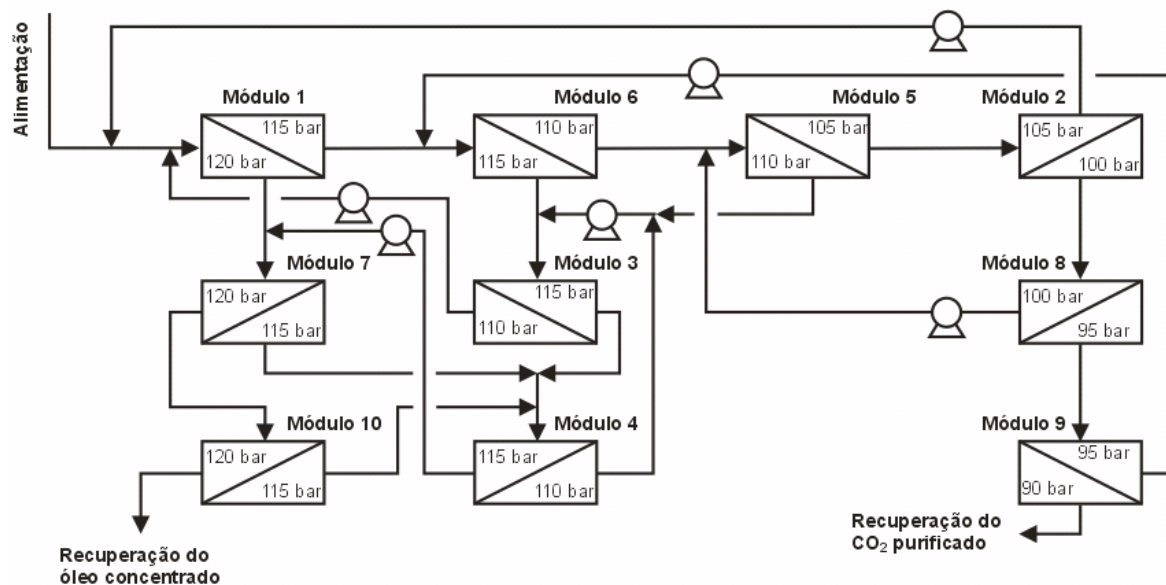 Alimentação
Módulo 1
115 bar
120 bar
Módulo 6
110 bar
115 bar
Módulo 5
105 bar
110 bar
Módulo 2
105 bar
100 bar
Módulo 7
120 bar
115 bar
Módulo 3
115 bar
110 bar
Módulo 8
100 bar
95 bar
Módulo 10
120 bar
115 bar
Módulo 4
115 bar
110 bar
Módulo 9
95 bar
90 bar
Recuperação do
óleo concentrado
Recuperação do
CO₂ purificado